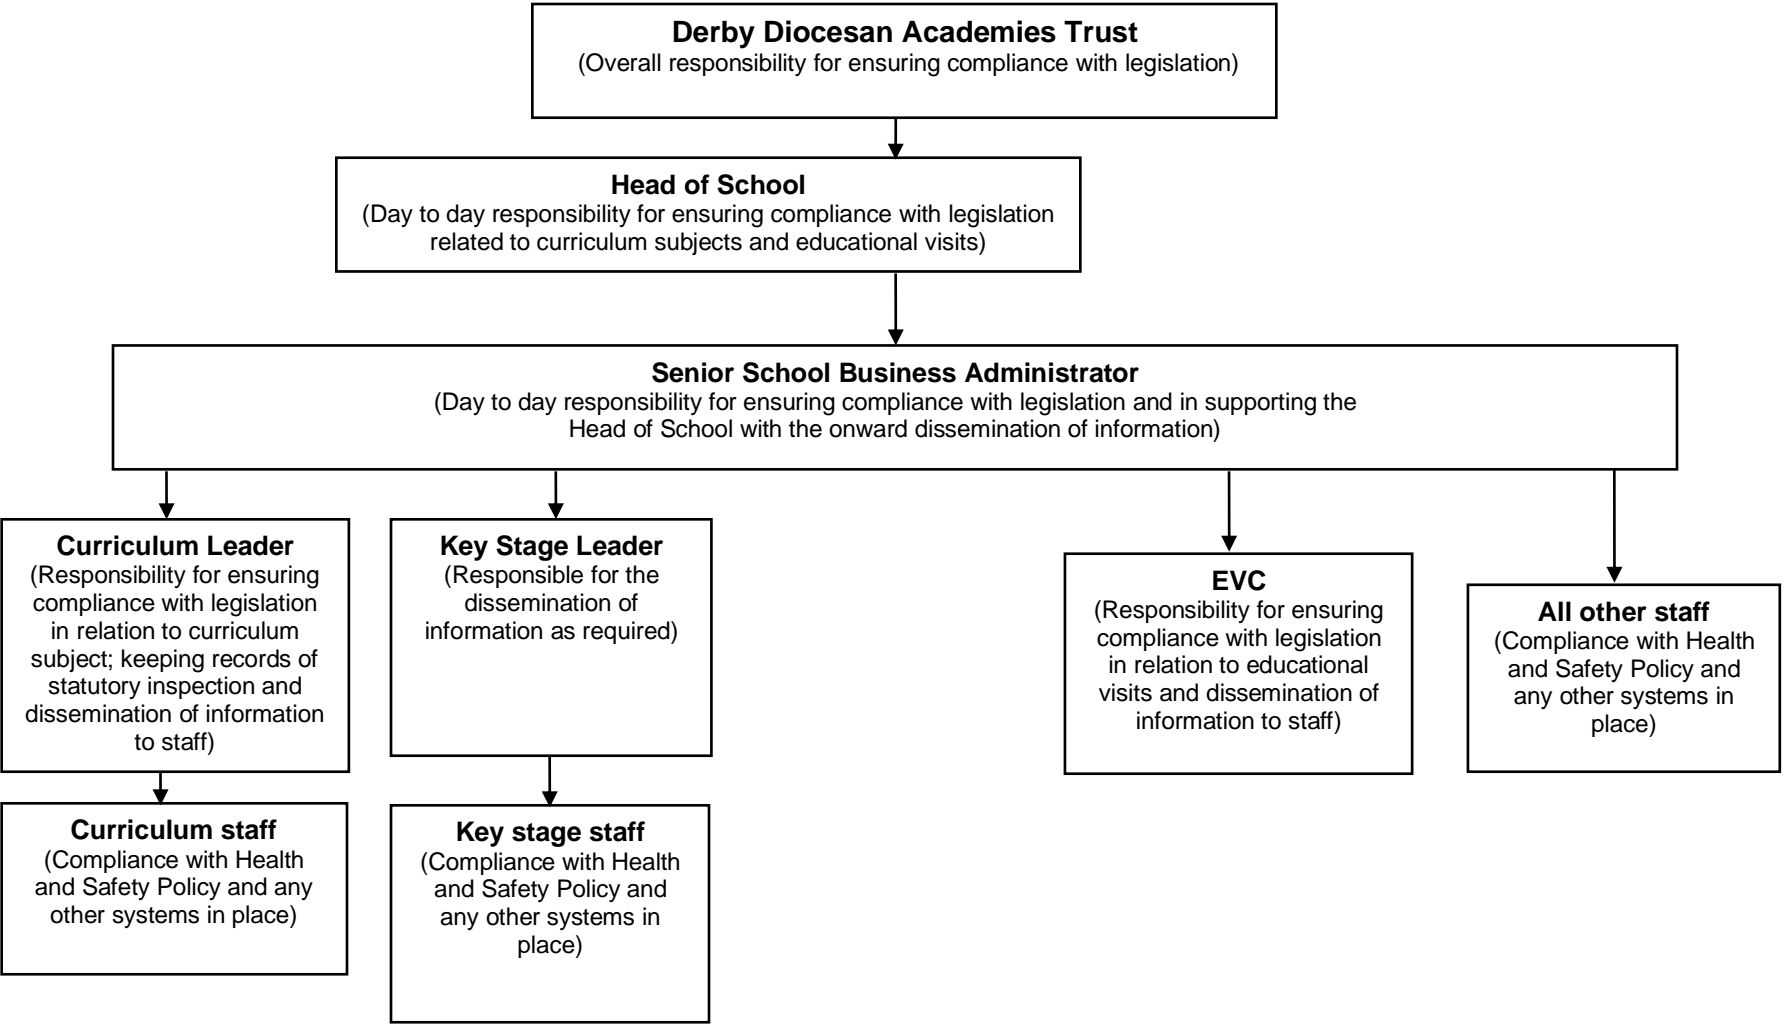 Derby Diocesan Academies Trust
(Overall responsibility for ensuring compliance with legislation)
Head of School
(Day to day responsibility for ensuring compliance with legislation
related to curriculum subjects and educational visits)
Senior School Business Administrator
(Day to day responsibility for ensuring compliance with legislation and in supporting the
Head of School with the onward dissemination of information)
Curriculum Leader
(Responsibility for ensuring
compliance with legislation
in relation to curriculum
subject; keeping records of
statutory inspection and
dissemination of information
to staff)
Key Stage Leader
(Responsible for the
dissemination of
information as required)
EVC
(Responsibility for ensuring
compliance with legislation
in relation to educational
visits and dissemination of
information to staff)
All other staff
(Compliance with Health
and Safety Policy and
any other systems in
place)
Curriculum staff
(Compliance with Health
and Safety Policy and any
other systems in place)
Key stage staff
(Compliance with Health
and Safety Policy and
any other systems in
place)